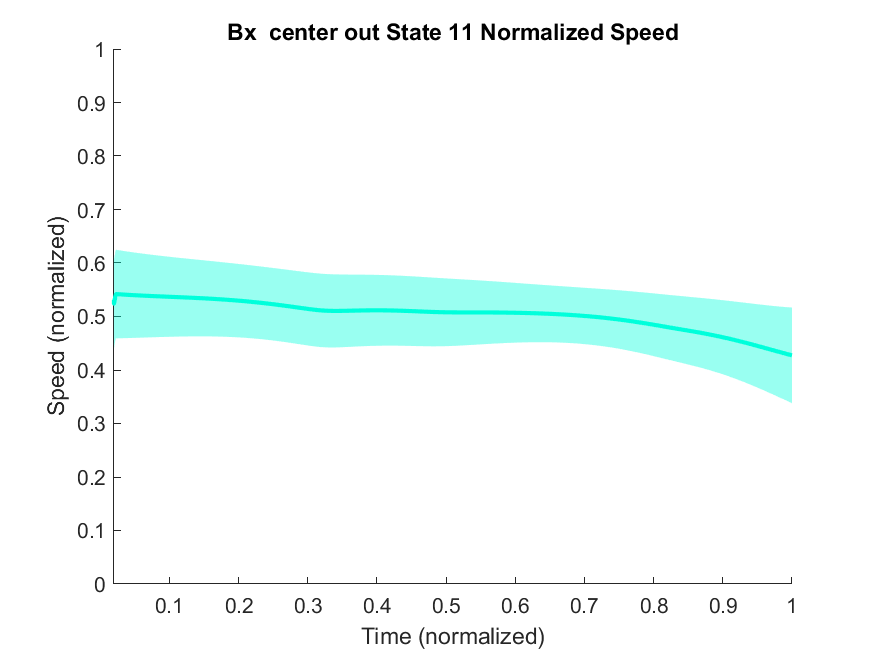 Bx  center out State 11 Normalized Speed
1
0.9
0.8
0.7
0.6
0.5
0.4
0.3
0.2
0.1
0
Speed (normalized)
0.1 0.2 0.3 0.4 0.5 0.6 0.7 0.8 0.9 1
Time (normalized)